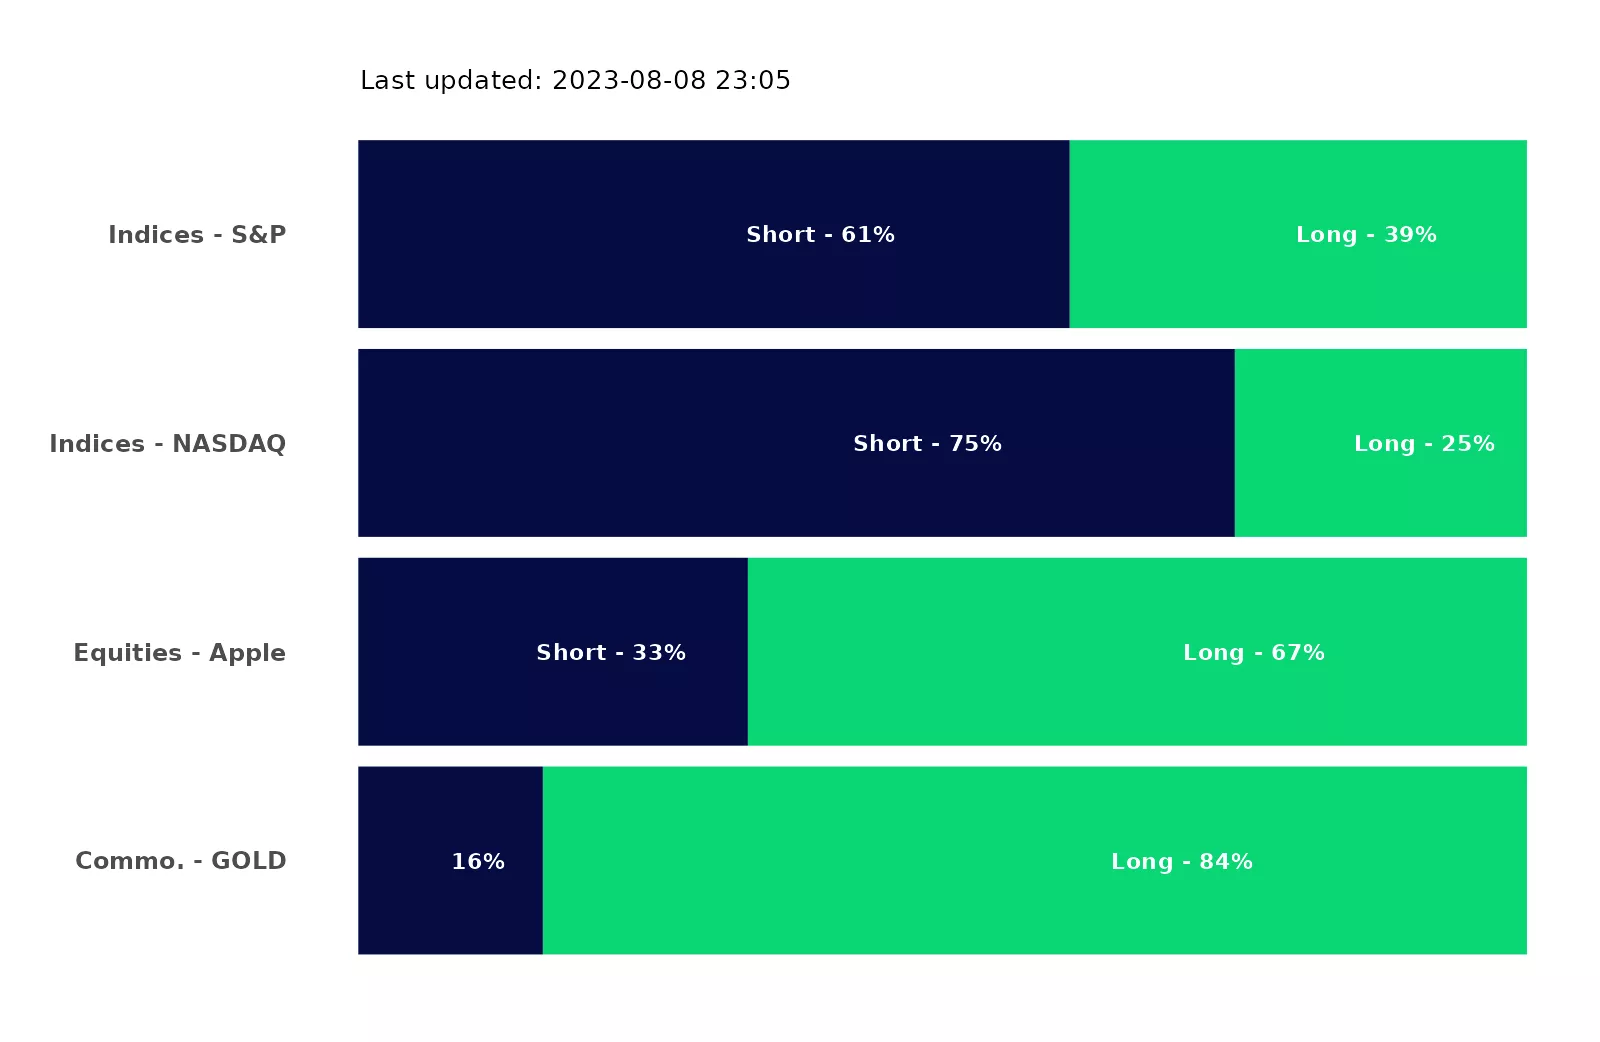 Last updated: 2023-08-08 23:05
Indices - S&P Short - 61% Long - 39%
Indices - NASDAQ Short - 75% Long - 25%
Equities - Apple Short - 33% Long - 67%
Commo. - GOLD 16% Long - 84%